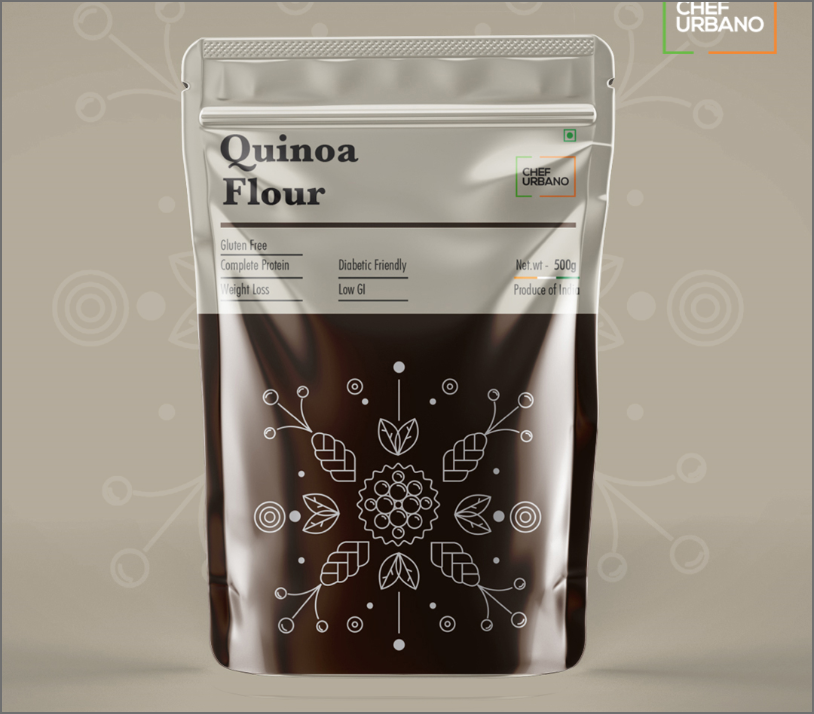 CHEF
URBANO
Quinoa
Flour
CHEF
URBANO
Gluten Free
Complete Protein
Diabetic Friendly
Net.wt - 500g
Weight Loss
Low GI
Produce of India